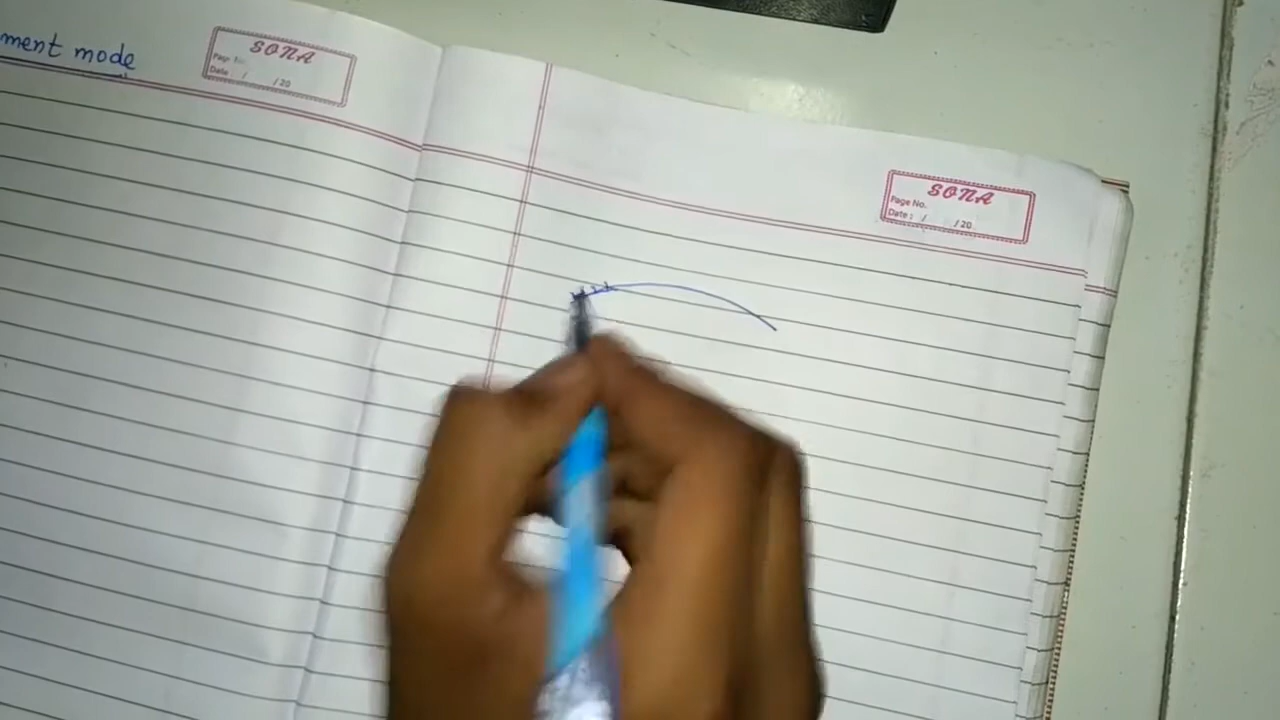 ment mode
SONA
Page No.
Date / / 20
SONA
Page No.
Date : / / 20